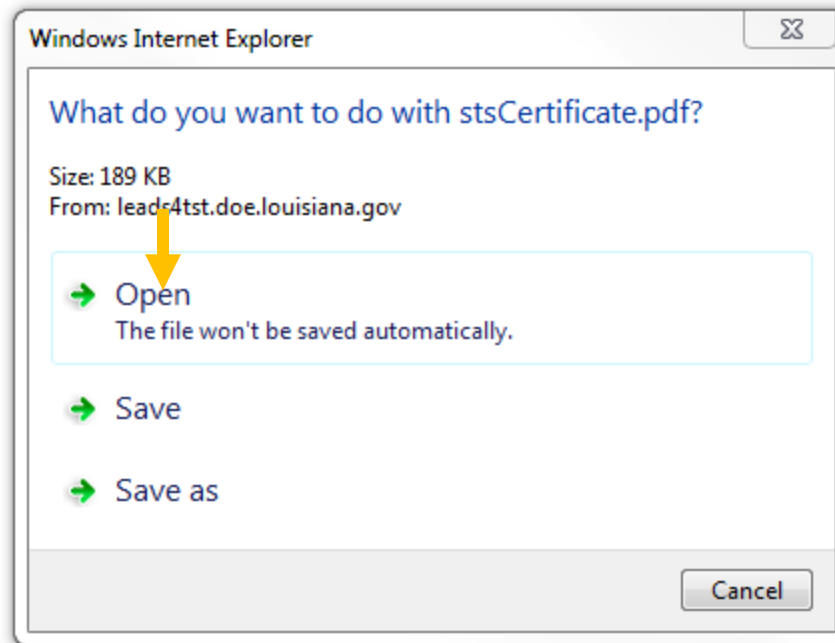 Windows Internet Explorer
What do you want to do with stsCertificate.pdf?
Size: 189 KB
From: leads4tst.doe.louisiana.gov
Open
The file won't be saved automatically.
Save
Save as
Cancel